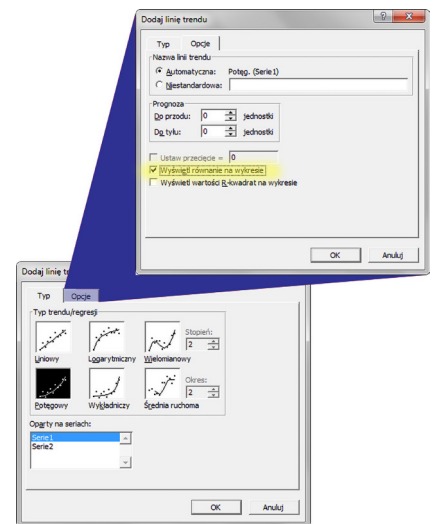 Dodaj linię trendu
Typ Opcje
Nazwa linii trendu
Automatyczna: Potęg. (Serie1)
Niestandardowa:
Prognoza
Do przodu: 0 jednostki
Do tyłu: 0 jednostki
Ustaw przecięcie = 0
Wyświetl równanie na wykresie
Wyświetl wartości R-kwadrat na wykresie
OK Anuluj
Dodaj linię
Typ Opcje
Typ trendu/regresji
Stopień:
2
Liniowy Logarytmiczny Wielomianowy
Okres:
2
Potęgowy Wykładniczy Średnia ruchoma
Oparty na seriach:
Serie1
Serie2
OK Anuluj